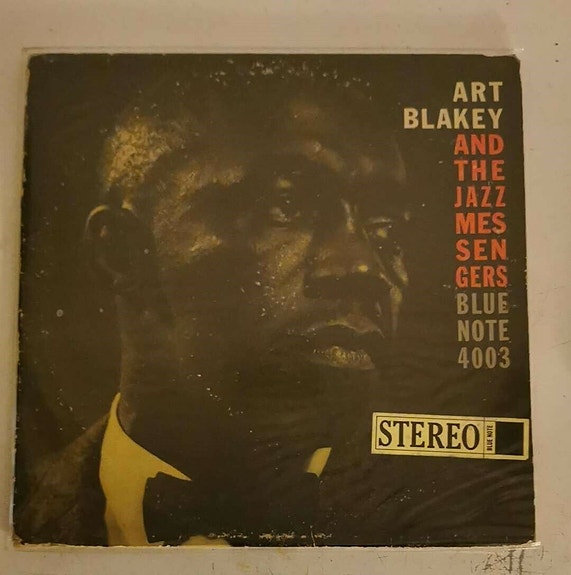 ART
BLAKEY
AND
THE
JAZZ
MES
SEN
GERS
BLUE
NOTE
4003
STEREO
BLUE NOTE